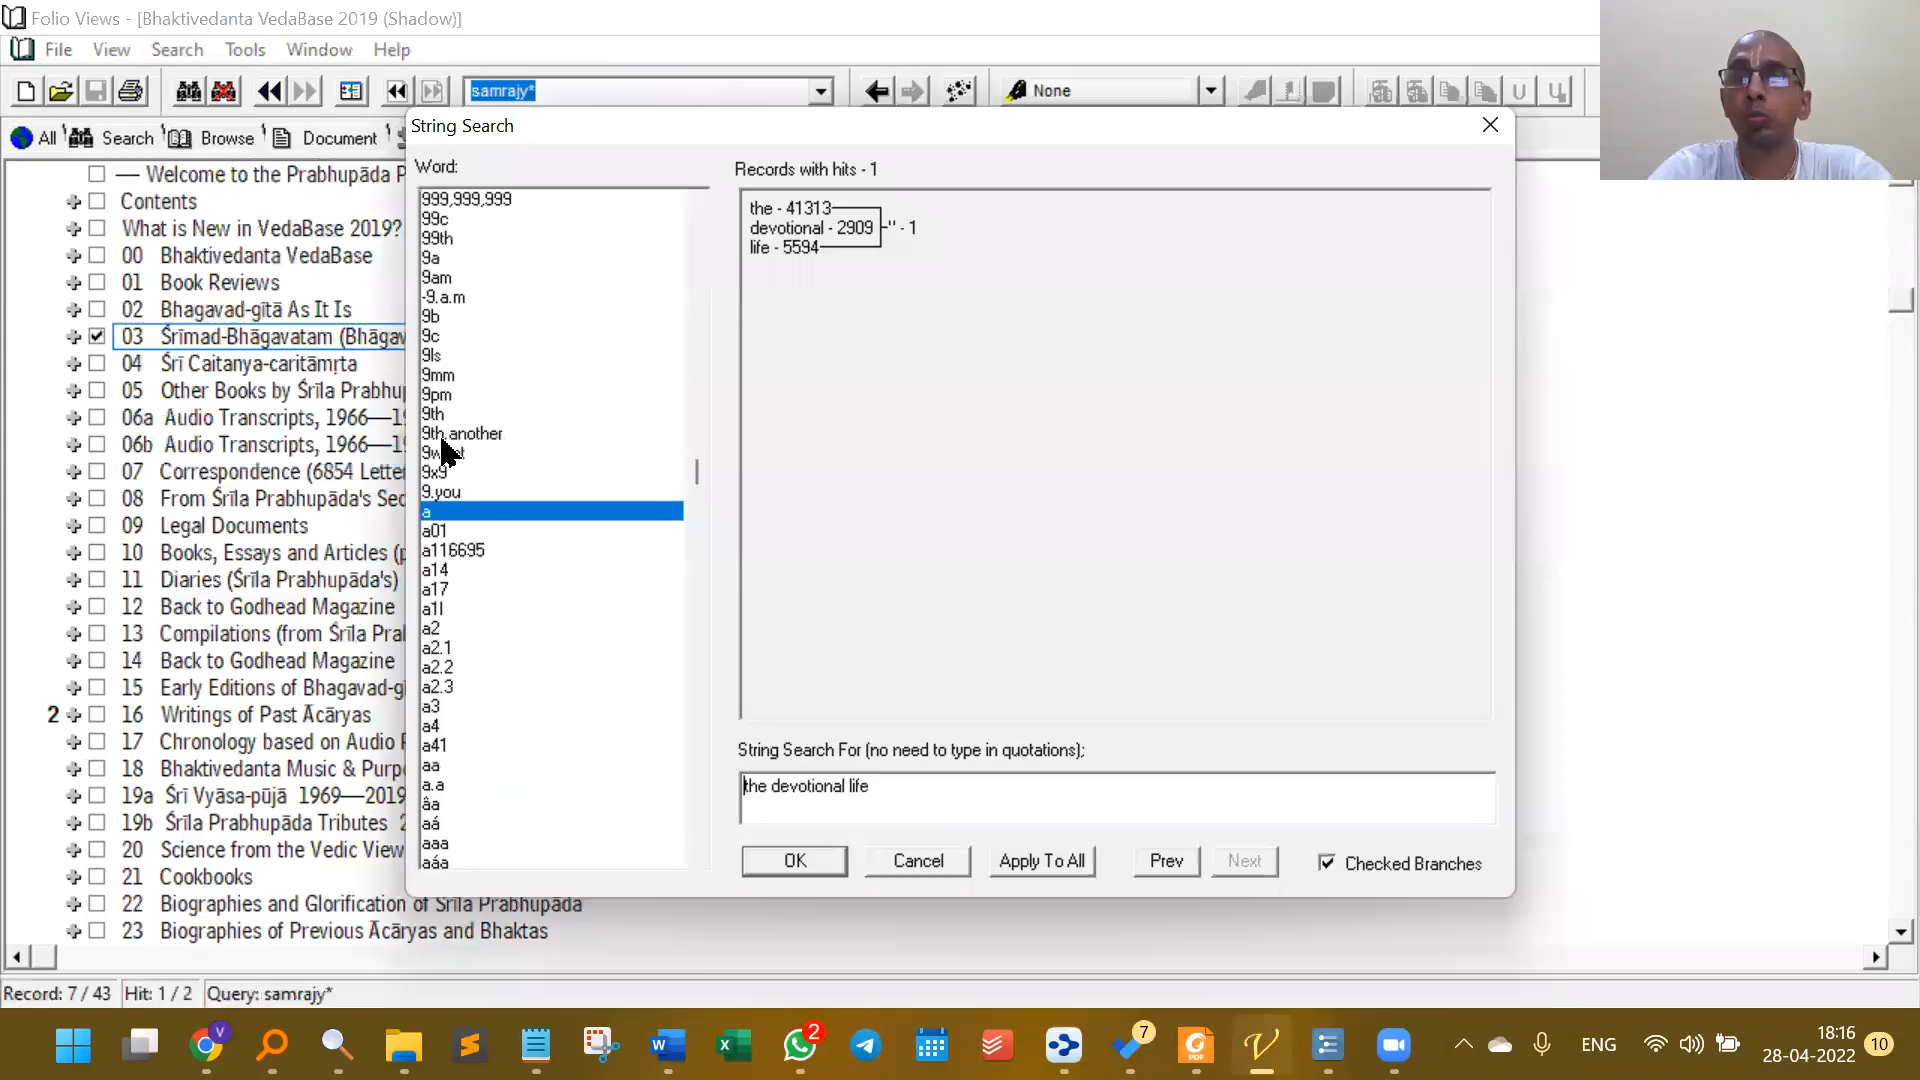 Folio Views - [Bhaktivedanta VedaBase 2019 (Shadow)]
File View Search Tools Window Help
samrajy*
None
All Search Browse Document
String Search
Word:
Records with hits - 1
999,999,999
99c
99th
9a
9am
-9.a.m
9b
9c
9ls
9mm
9pm
9th
9th.another
9x9
9.you
a
a01
a116695
a14
a17
a1l
a2
a2.1
a2.2
a2.3
a3
a4
a41
aa
a.a
âa
aá
aaa
aáa
the - 41313
devotional - 2909 " - 1
life - 5594
String Search For (no need to type in quotations);
the devotional life
OK Cancel Apply To All Prev Next Checked Branches
— Welcome to the Prabhupāda P
Contents
What is New in VedaBase 2019?
00 Bhaktivedanta VedaBase
01 Book Reviews
02 Bhagavad-gītā As It Is
03 Śrīmad-Bhāgavatam (Bhāgav
04 Śrī Caitanya-caritāmṛta
05 Other Books by Śrīla Prabhup
06a Audio Transcripts, 1966—19
06b Audio Transcripts, 1966—19
07 Correspondence (6854 Letter
08 From Śrīla Prabhupāda's Sec
09 Legal Documents
10 Books, Essays and Articles (p
11 Diaries (Śrīla Prabhupāda's)
12 Back to Godhead Magazine
13 Compilations (from Śrīla Pral
14 Back to Godhead Magazine
15 Early Editions of Bhagavad-gī
2 16 Writings of Past Ācāryas
17 Chronology based on Audio R
18 Bhaktivedanta Music & Purpo
19a Śrī Vyāsa-pūjā 1969—2019
19b Śrīla Prabhupāda Tributes 2
20 Science from the Vedic View
21 Cookbooks
22 Biographies and Glorification of Śrīla Prabhupāda
23 Biographies of Previous Ācāryas and Bhaktas
Record: 7 / 43 Hit: 1 / 2 Query: samrajy*
V
2
7
PDF
ENG
18:16
28-04-2022
10